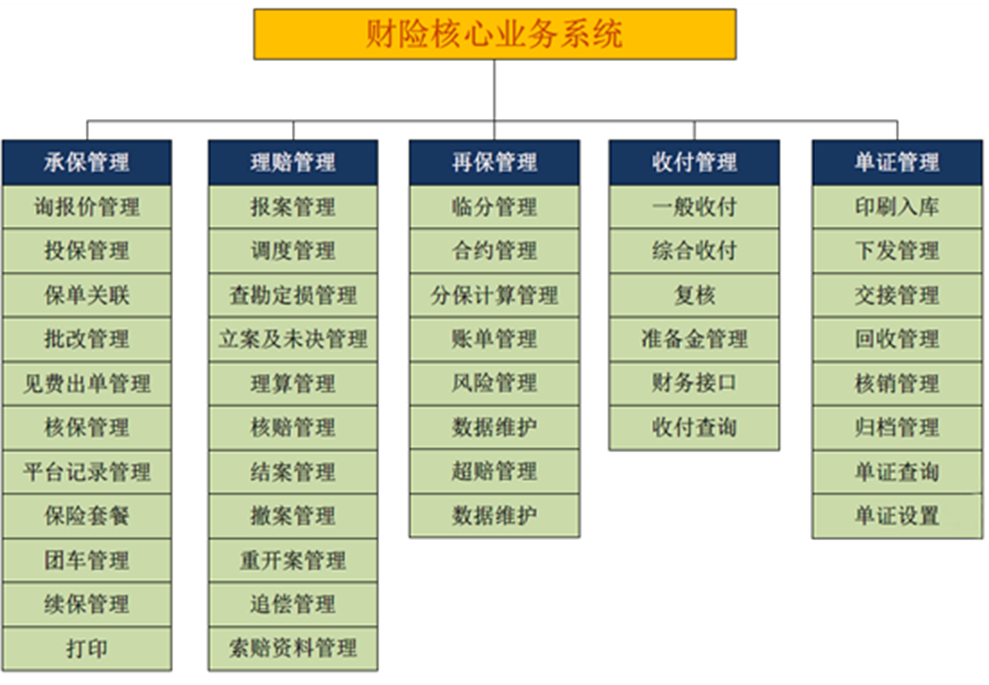 财险核心业务系统
承保管理
询报价管理
投保管理
保单关联
批改管理
见费出单管理
核保管理
平台记录管理
保险套餐
团车管理
续保管理
打印
理赔管理
报案管理
调度管理
查勘定损管理
立案及未决管理
理算管理
核赔管理
结案管理
撤案管理
重开案管理
追偿管理
索赔资料管理
再保管理
临分管理
合约管理
分保计算管理
账单管理
风险管理
数据维护
超赔管理
数据维护
收付管理
一般收付
综合收付
复核
准备金管理
财务接口
收付查询
单证管理
印刷入库
下发管理
交接管理
回收管理
核销管理
归档管理
单证查询
单证设置